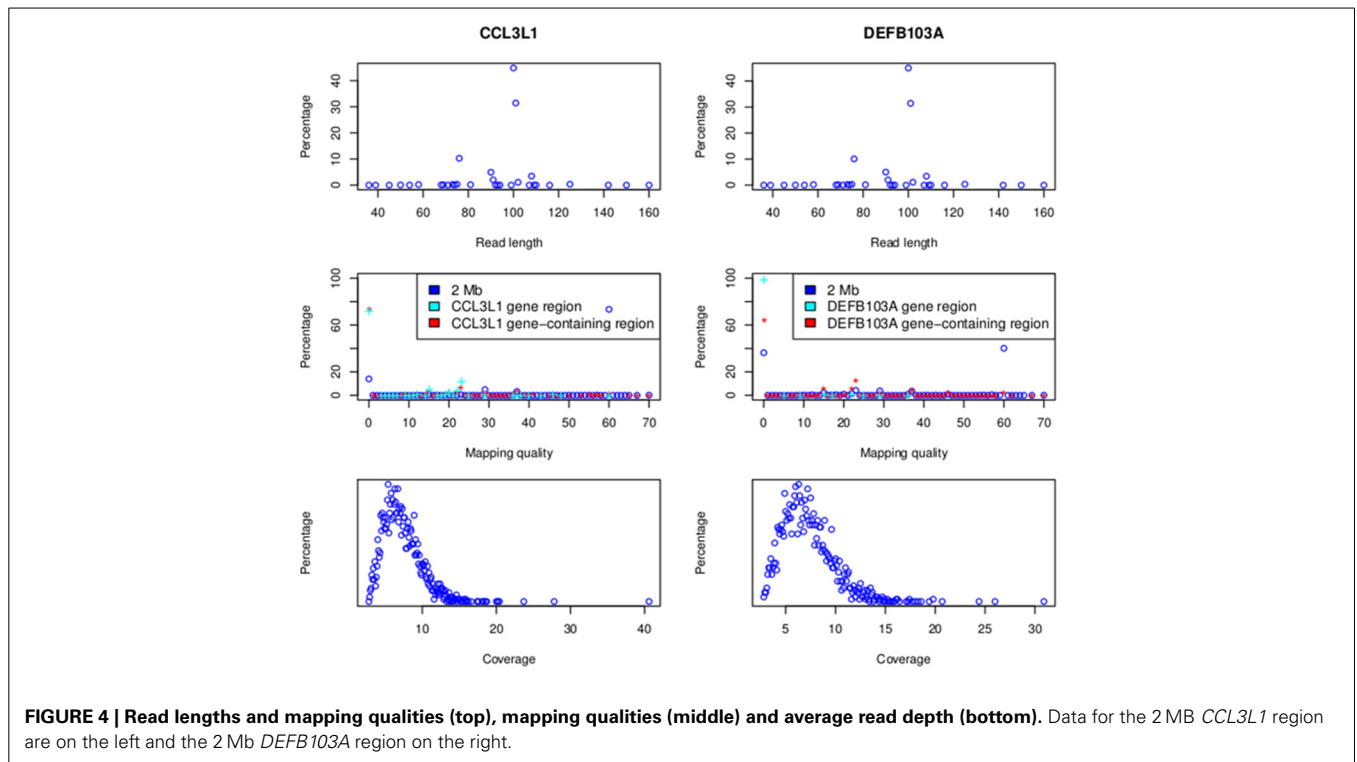 CCL3L1
DEFB103A
Percentage
0 10 20 30 40
40 60 80 100 120 140 160
Read length
Percentage
0 10 20 30 40
40 60 80 100 120 140 160
Read length
Percentage
0 20 60 100
2 Mb
CCL3L1 gene region
CCL3L1 gene-containing region
0 10 20 30 40 50 60 70
Mapping quality
Percentage
0 20 60 100
2 Mb
DEFB103A gene region
DEFB103A gene-containing region
0 10 20 30 40 50 60 70
Mapping quality
Percentage
10 20 30 40
Coverage
Percentage
5 10 15 20 25 30
Coverage
FIGURE 4 | Read lengths and mapping qualities (top), mapping qualities (middle) and average read depth (bottom). Data for the 2 MB CCL3L1 region
are on the left and the 2 Mb DEFB103A region on the right.